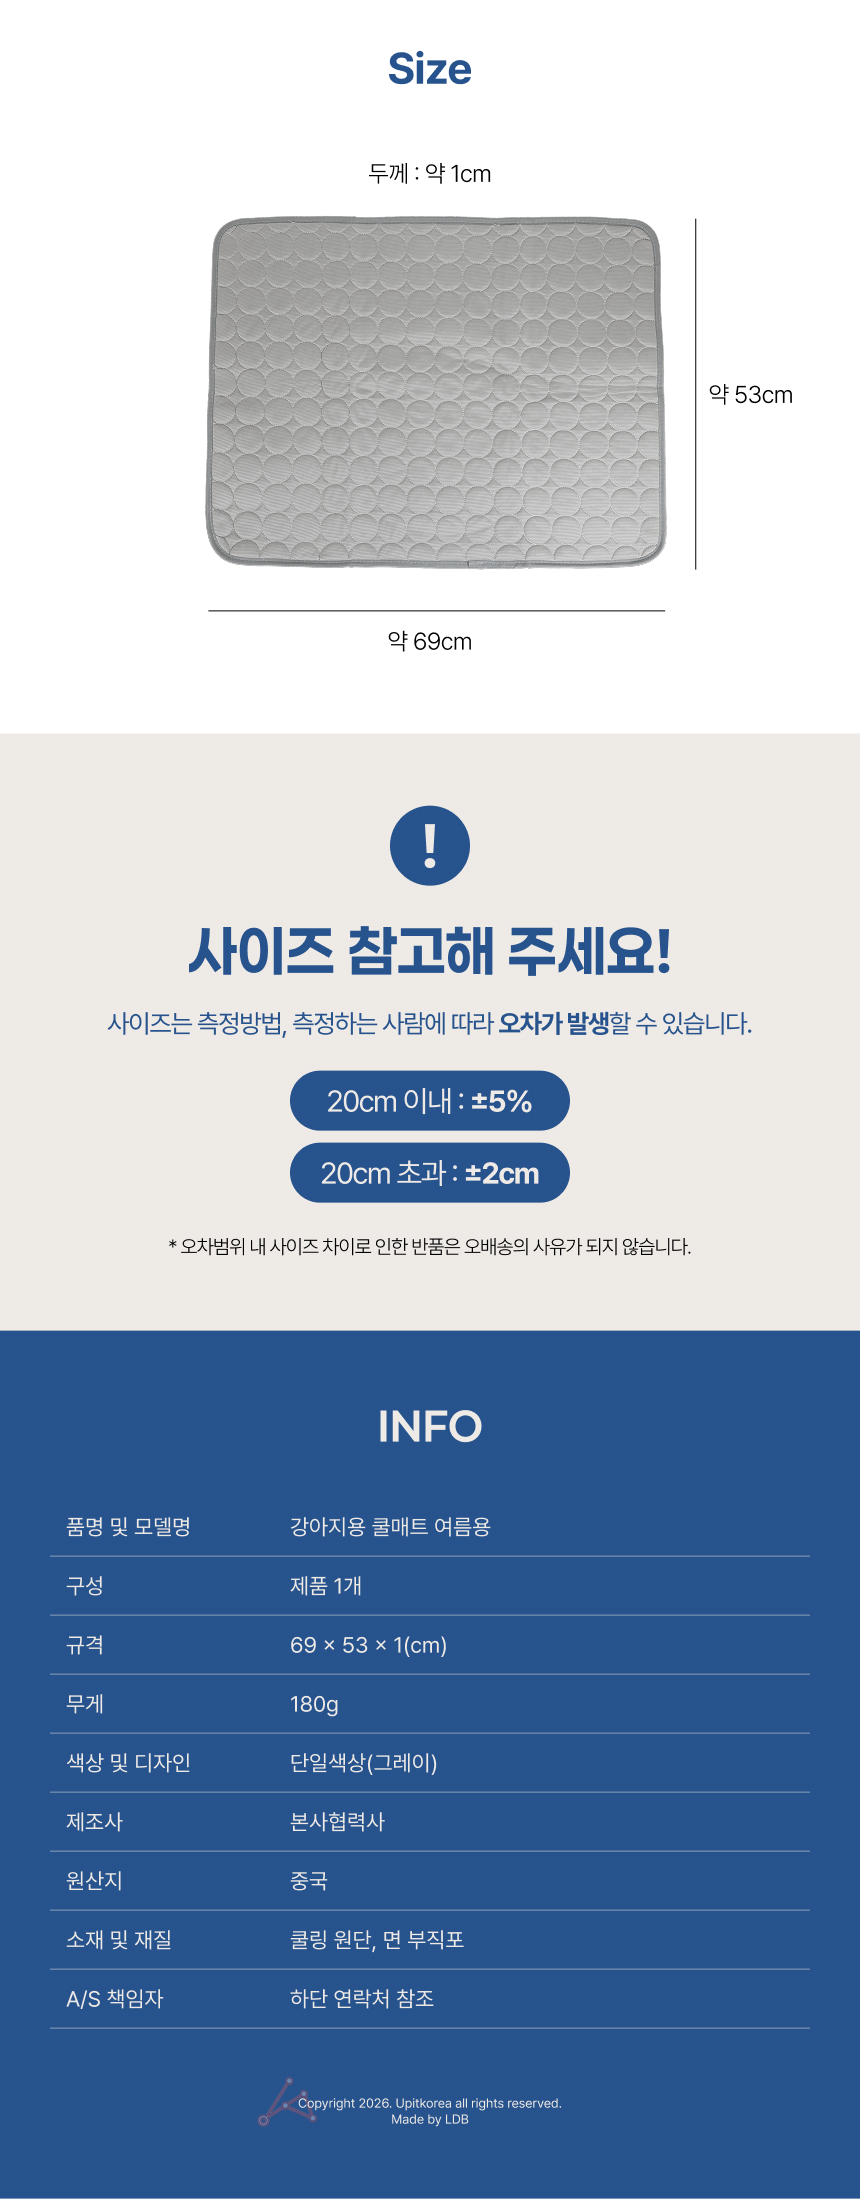 Size
두께 : 약 1cm
약 53cm
약 69cm
!
사이즈 참고해 주세요!
사이즈는 측정방법, 측정하는 사람에 따라 오차가 발생할 수 있습니다.
20cm 이내 : ±5%
20cm 초과 : ±2cm
* 오차범위 내 사이즈 차이로 인한 반품은 오배송의 사유가 되지 않습니다.
INFO
품명 및 모델명 강아지용 쿨매트 여름용
구성 제품 1개
규격 69 × 53 × 1(cm)
무게 180g
색상 및 디자인 단일색상(그레이)
제조사 본사협력사
원산지 중국
소재 및 재질 쿨링 원단, 면 부직포
A/S 책임자 하단 연락처 참조
Copyright 2026. Upitkorea all rights reserved.
Made by LDB